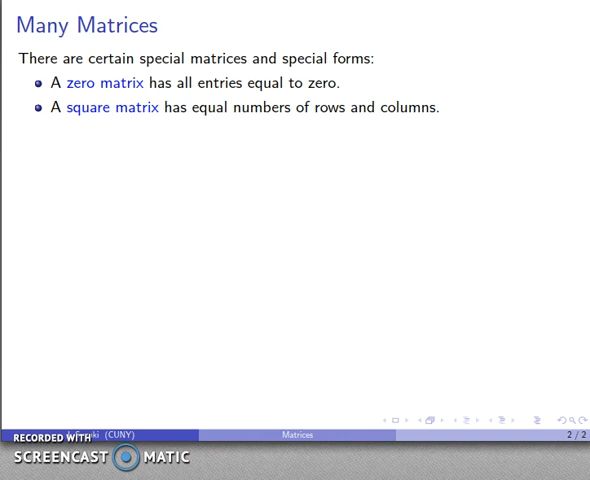 Many Matrices
There are certain special matrices and special forms:
A zero matrix has all entries equal to zero.
A square matrix has equal numbers of rows and columns.
(CUNY) Matrices 2 / 2
RECORDED WITH
SCREENCAST MATIC